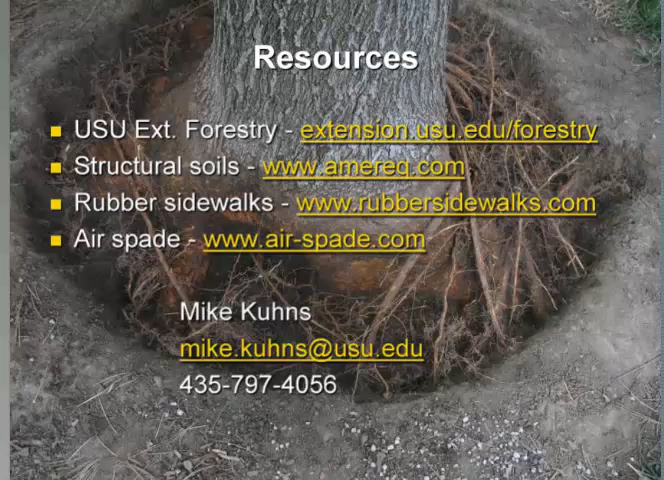 Resources
USU Ext. Forestry - extension.usu.edu/forestry
Structural soils - www.amereq.com
Rubber sidewalks - www.rubbersidewalks.com
Air spade - www.air-spade.com
Mike Kuhns
mike.kuhns@usu.edu
435-797-4056